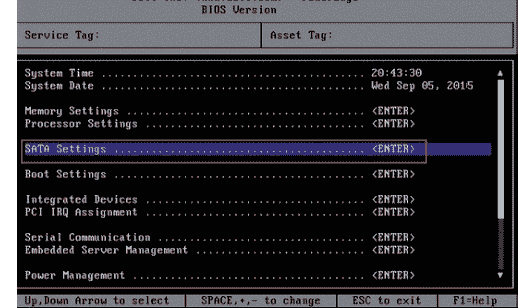 BIOS Version
Service Tag: Asset Tag:
System Time ........................................ 20:43:30
System Date ........................................ Wed Sep 05, 2015
Memory Settings .................................... <ENTER>
Processor Settings ................................. <ENTER>
SATA Settings ...................................... <ENTER>
Boot Settings ...................................... <ENTER>
Integrated Devices ................................. <ENTER>
PCI IRQ Assignment ................................. <ENTER>
Serial Communication ............................... <ENTER>
Embedded Server Management ......................... <ENTER>
Power Management ................................... <ENTER>
Up,Down Arrow to select SPACE,+,- to change ESC to exit F1=Help